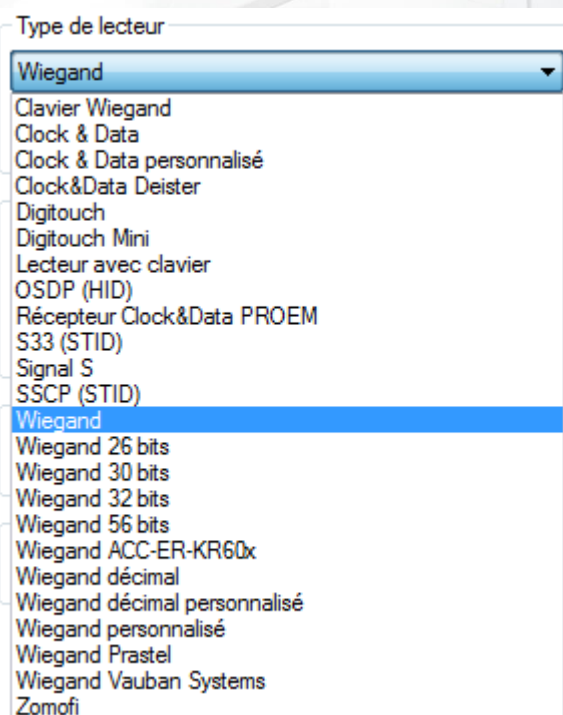 Type de lecteur
Wiegand
Clavier Wiegand
Clock & Data
Clock & Data personnalisé
Clock&Data Deister
Digitouch
Digitouch Mini
Lecteur avec clavier
OSDP (HID)
Récepteur Clock&Data PROEM
S33 (STID)
Signal S
SSCP (STID)
Wiegand
Wiegand 26 bits
Wiegand 30 bits
Wiegand 32 bits
Wiegand 56 bits
Wiegand ACC-ER-KR60x
Wiegand décimal
Wiegand décimal personnalisé
Wiegand personnalisé
Wiegand Prastel
Wiegand Vauban Systems
Zomofi